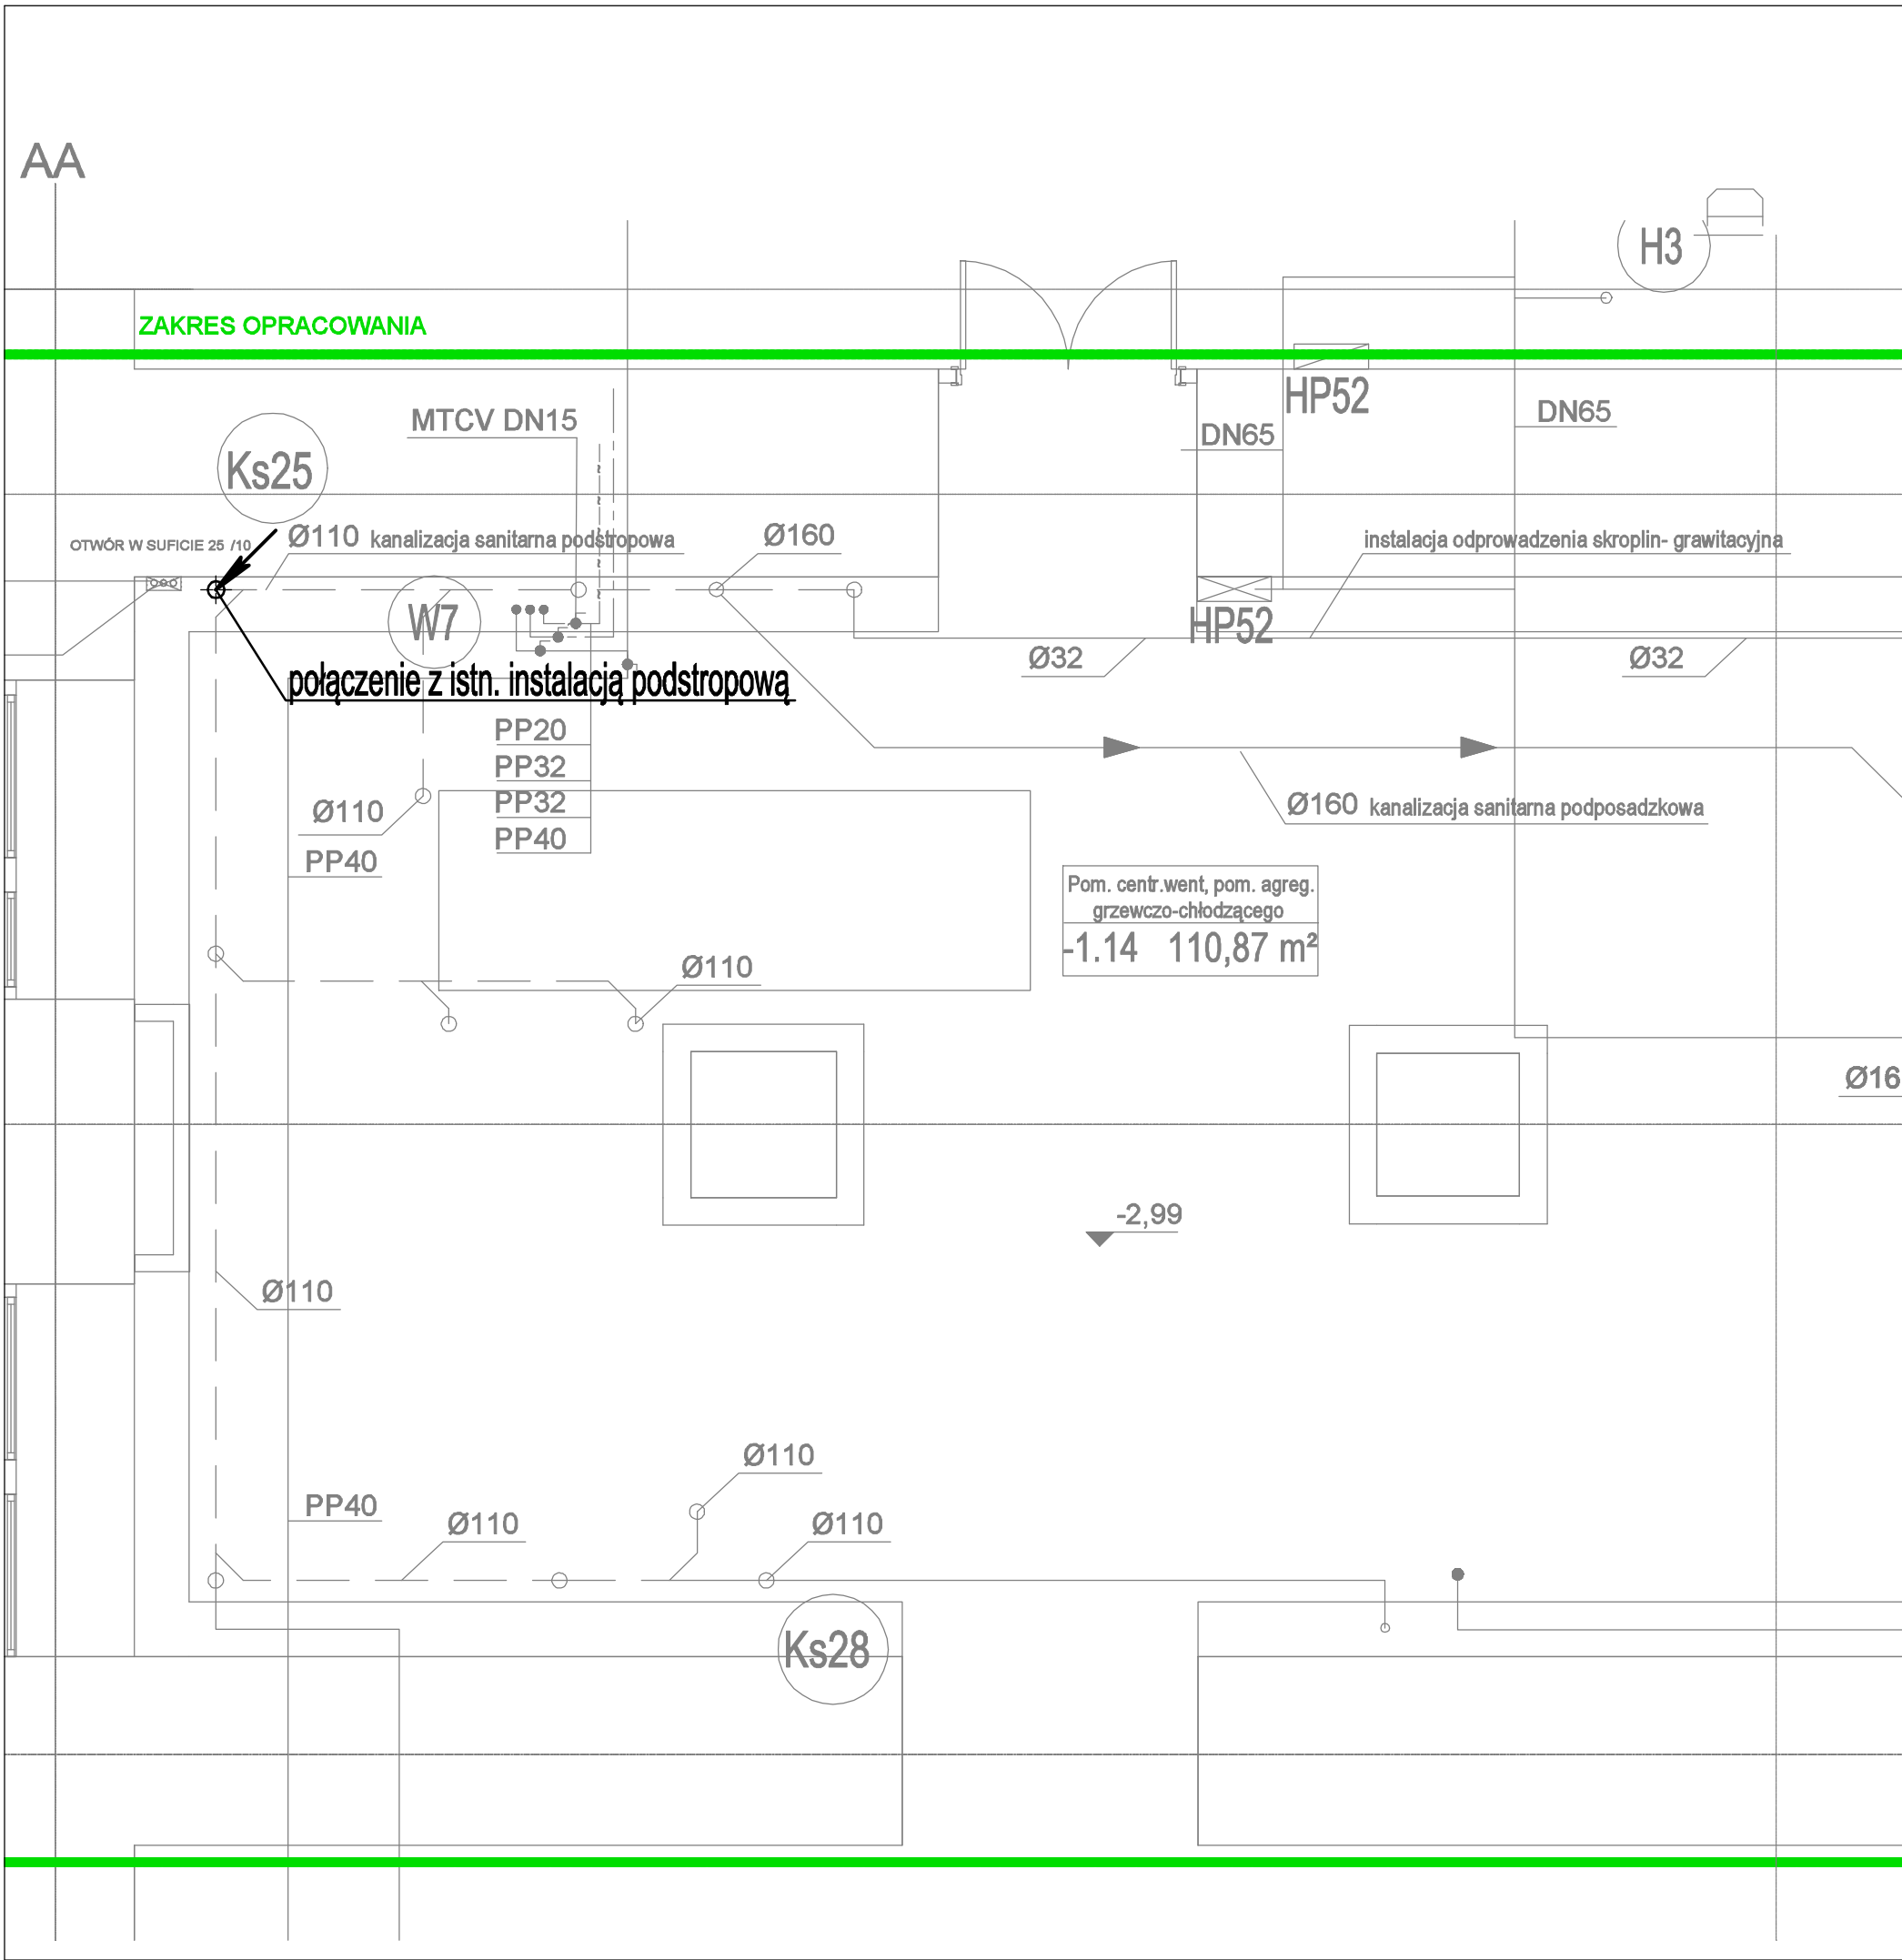 AA
H3
ZAKRES OPRACOWANIA
HP52
MTCV DN15
DN65
DN65
Ks25
OTWÓR W SUFICIE 25 /10
Ø110 kanalizacja sanitarna podstropowa
Ø160
instalacja odprowadzenia skroplin- grawitacyjna
W7
HP52
Ø32
Ø32
połączenie z istn. instalacją podstropową
PP20
PP32
PP32
PP40
Ø110
PP40
Ø160 kanalizacja sanitarna podposadzkowa
Pom. centr.went, pom. agreg.
grzewczo-chłodzącego
-1.14 110,87 m²
Ø110
Ø16
-2,99
Ø110
Ø110
PP40
Ø110
Ø110
Ks28